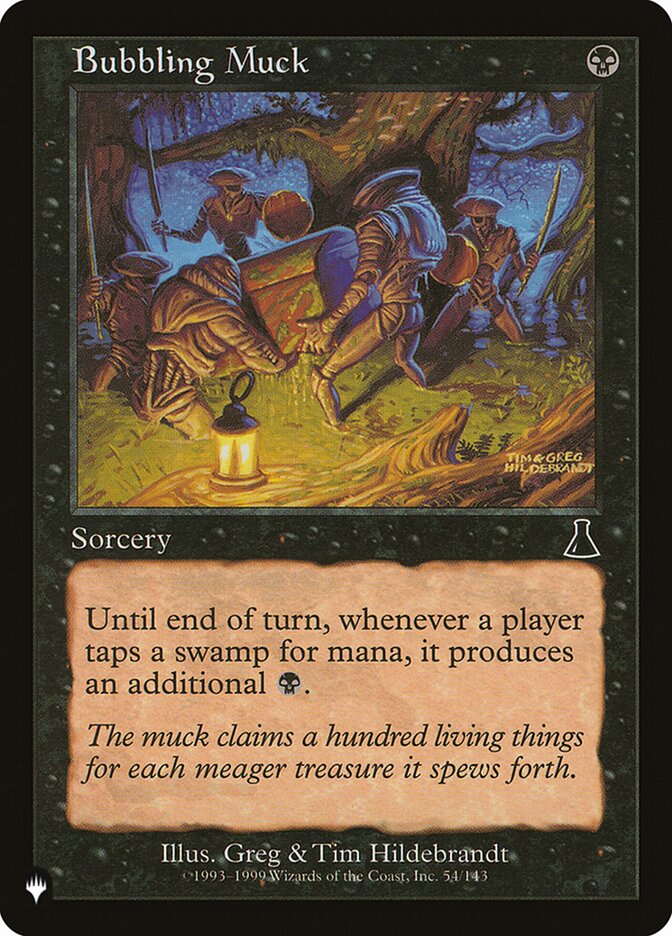 Bubbling Muck
TIM & GREG
HILDEBRANDT
Sorcery
Until end of turn, whenever a player
taps a swamp for mana, it produces
an additional .
The muck claims a hundred living things
for each meager treasure it spews forth.
Illus. Greg & Tim Hildebrandt
©1993–1999 Wizards of the Coast, Inc. 54/143